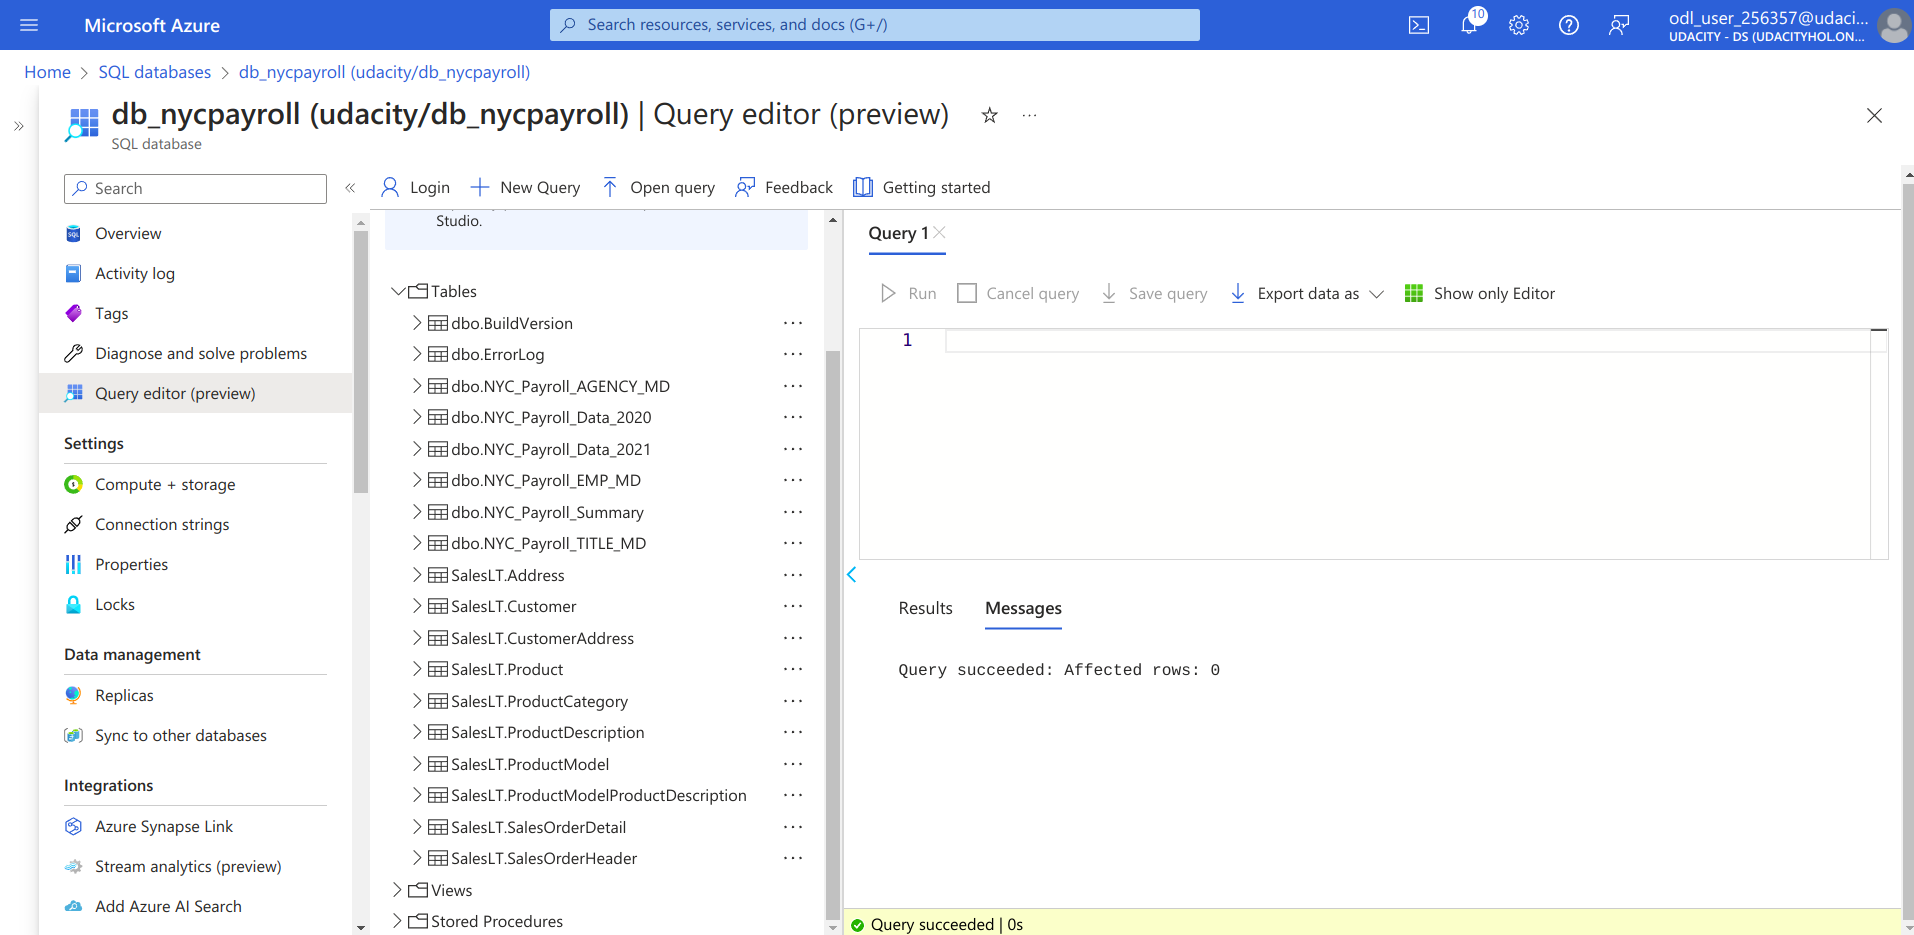 Microsoft Azure
Search resources, services, and docs (G+/)
10
odl_user_256357@udaci...
UDACITY - DS (UDACITYHOL.ON...
Home > SQL databases > db_nycpayroll (udacity/db_nycpayroll)
db_nycpayroll (udacity/db_nycpayroll) | Query editor (preview)
SQL database
Search
Overview
Activity log
Tags
Diagnose and solve problems
Query editor (preview)
Settings
Compute + storage
Connection strings
Properties
Locks
Data management
Replicas
Sync to other databases
Integrations
Azure Synapse Link
Stream analytics (preview)
Add Azure AI Search
Login
New Query
Open query
Feedback
Getting started
Studio.
Tables
dbo.BuildVersion
dbo.ErrorLog
dbo.NYC_Payroll_AGENCY_MD
dbo.NYC_Payroll_Data_2020
dbo.NYC_Payroll_Data_2021
dbo.NYC_Payroll_EMP_MD
dbo.NYC_Payroll_Summary
dbo.NYC_Payroll_TITLE_MD
SalesLT.Address
SalesLT.Customer
SalesLT.CustomerAddress
SalesLT.Product
SalesLT.ProductCategory
SalesLT.ProductDescription
SalesLT.ProductModel
SalesLT.ProductModelProductDescription
SalesLT.SalesOrderDetail
SalesLT.SalesOrderHeader
Views
Stored Procedures
Query 1
Run
Cancel query
Save query
Export data as
Show only Editor
1
Results
Messages
Query succeeded: Affected rows: 0
Query succeeded | 0s